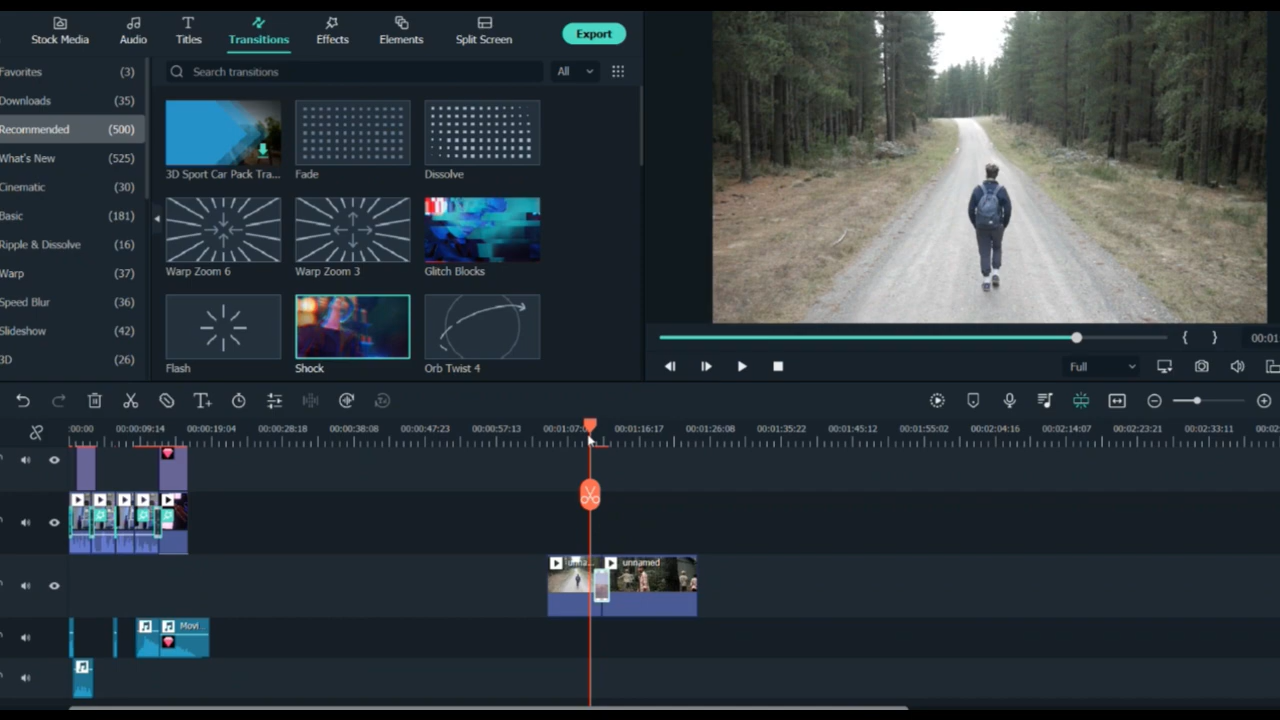 Stock Media
Audio
Titles
Transitions
Effects
Elements
Split Screen
Export
Favorites (3)
Downloads (35)
Recommended (500)
What's New (525)
Cinematic (30)
Basic (181)
Ripple & Dissolve (16)
Warp (37)
Speed Blur (36)
Slideshow (42)
3D (26)
Search transitions
All
3D Sport Car Pack Tra...
Fade
Dissolve
Warp Zoom 6
Warp Zoom 3
Glitch Blocks
Flash
Shock
Orb Twist 4
{ }
00:01
Full
:00:00 00:00:09:14 00:00:19:04 00:00:28:18 00:00:38:08 00:00:47:23 00:00:57:13 00:01:07:0 00:01:16:17 00:01:26:08 00:01:35:22 00:01:45:12 00:01:55:02 00:02:04:16 00:02:14:07 00:02:23:21 00:02:33:11 00:02:
unna...
unnamed
Movi...